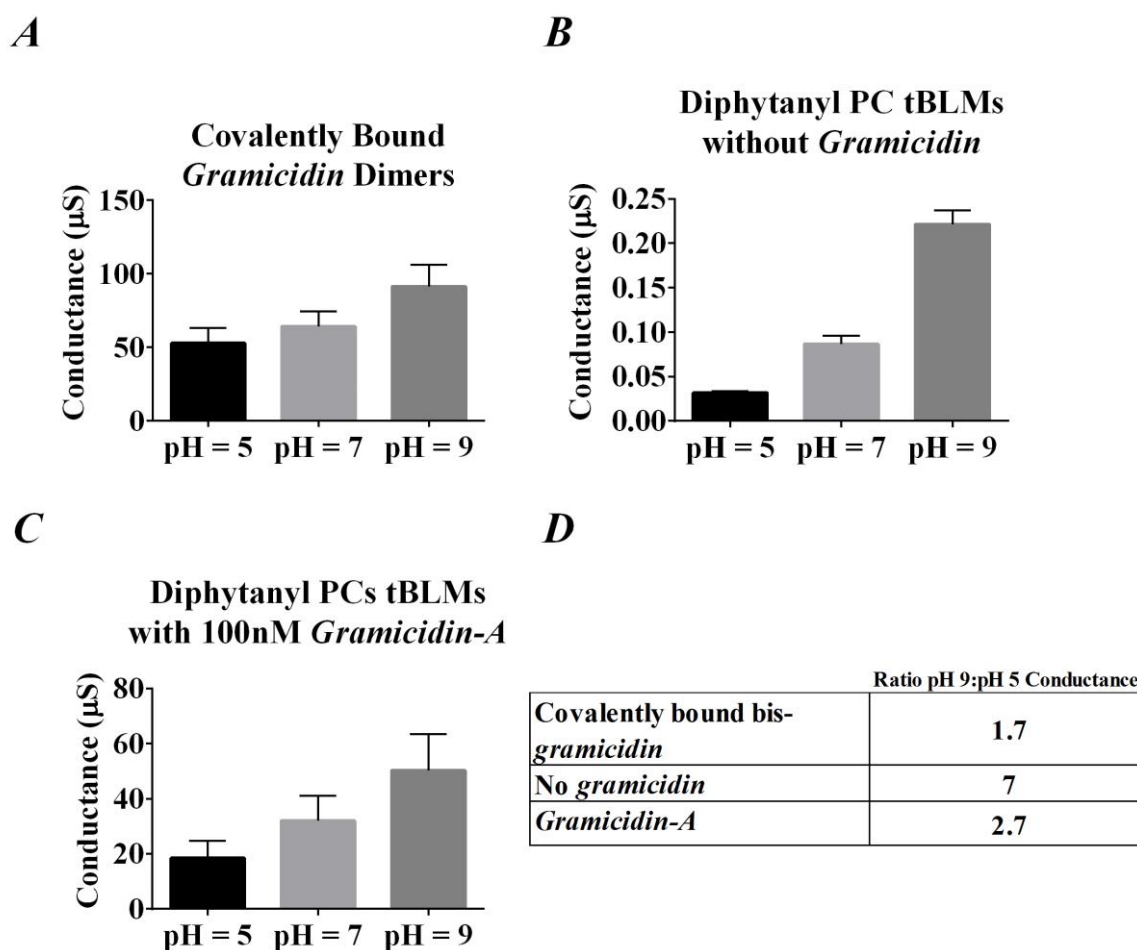 A
Covalently Bound
Gramicidin Dimers
Conductance (µS)
150
100
50
0
pH = 5 pH = 7 pH = 9
B
Diphytanyl PC tBLMs
without Gramicidin
Conductance (µS)
0.25
0.20
0.15
0.10
0.05
0.00
pH = 5 pH = 7 pH = 9
C
Diphytanyl PCs tBLMs
with 100nM Gramicidin-A
Conductance (µS)
80
60
40
20
0
pH = 5 pH = 7 pH = 9
D
Ratio pH 9:pH 5 Conductance
Covalently bound bis-
gramicidin
1.7
No gramicidin 7
Gramicidin-A 2.7